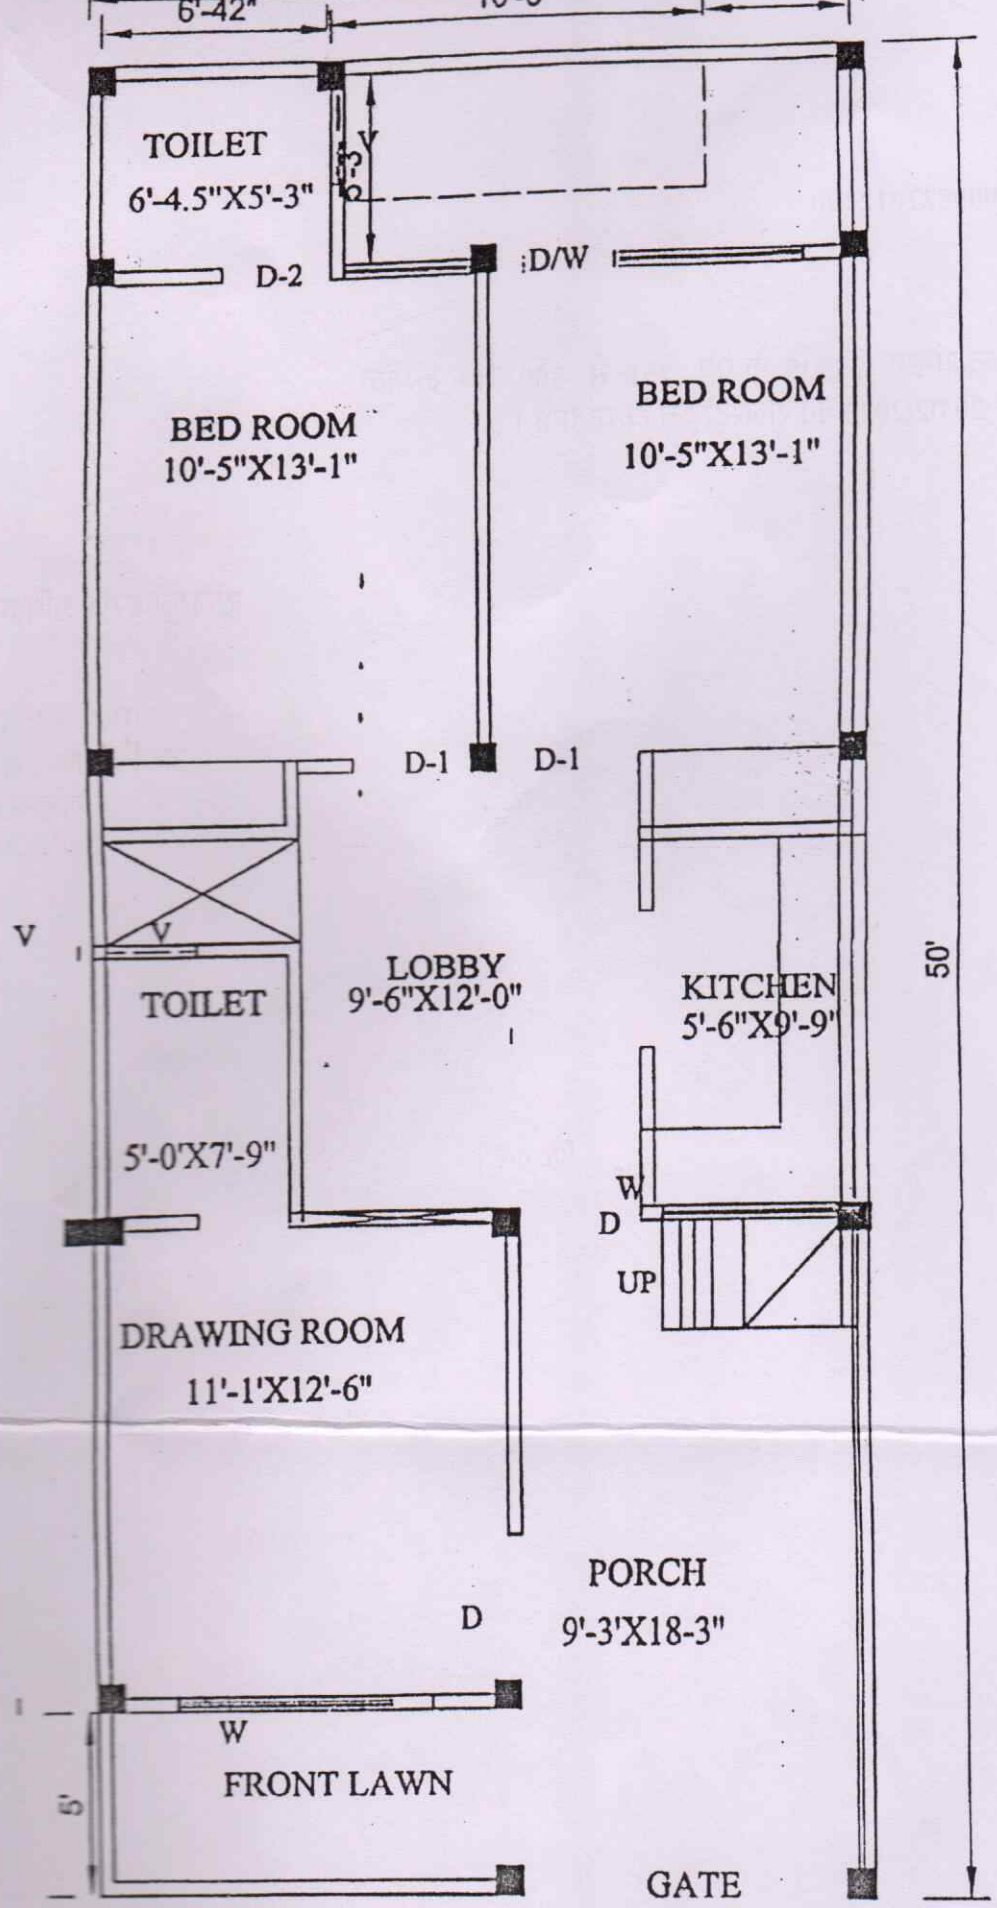 6'-42"
TOILET
6'-4.5"X5'-3"
V
5'-3"
D-2
D/W
BED ROOM
10'-5"X13'-1"
BED ROOM
10'-5"X13'-1"
D-1
D-1
V
V
LOBBY
9'-6"X12'-0"
KITCHEN
5'-6"X9'-9"
50'
TOILET
5'-0'X7'-9"
W
D
UP
DRAWING ROOM
11'-1'X12'-6"
PORCH
9'-3'X18-3"
D
W
FRONT LAWN
5'
GATE